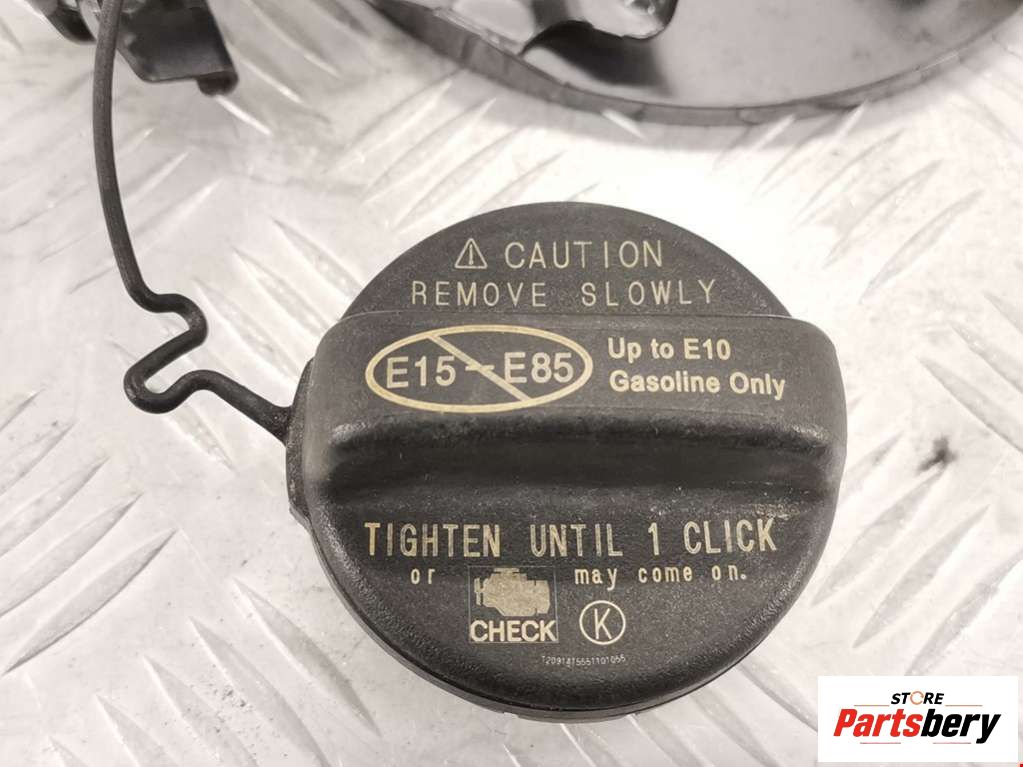 ⚠ CAUTION
REMOVE SLOWLY
E15--E85
Up to E10
Gasoline Only
TIGHTEN UNTIL 1 CLICK
or may come on.
CHECK
K
STORE
Partsbery